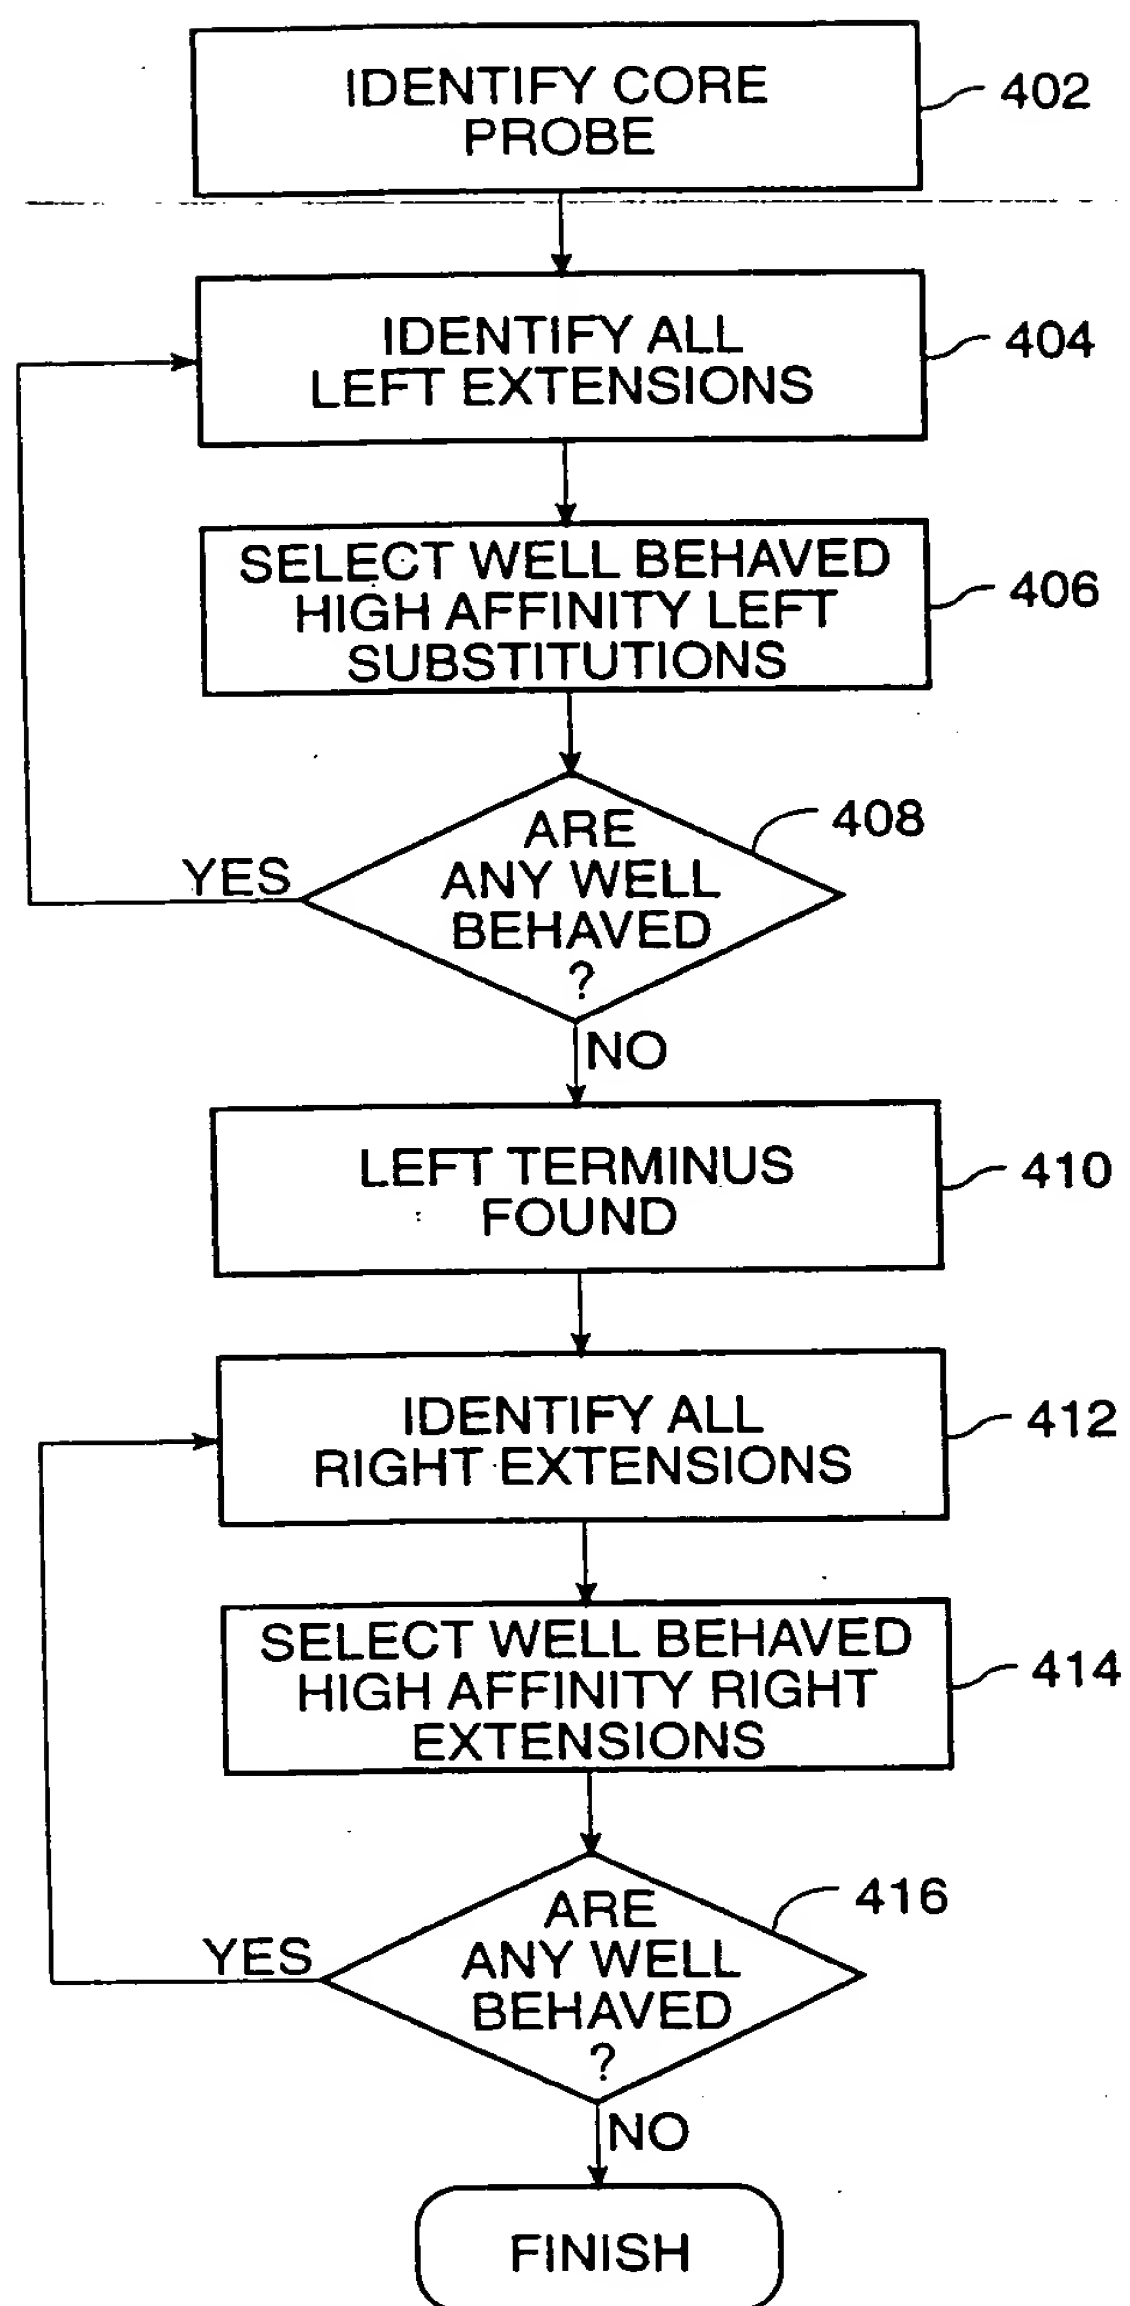 IDENTIFY CORE
PROBE
402
IDENTIFY ALL
LEFT EXTENSIONS
404
SELECT WELL BEHAVED
HIGH AFFINITY LEFT
SUBSTITUTIONS
406
ARE
ANY WELL
BEHAVED
?
408
YES
NO
LEFT TERMINUS
FOUND
410
IDENTIFY ALL
RIGHT EXTENSIONS
412
SELECT WELL BEHAVED
HIGH AFFINITY RIGHT
EXTENSIONS
414
ARE
ANY WELL
BEHAVED
?
416
YES
NO
FINISH